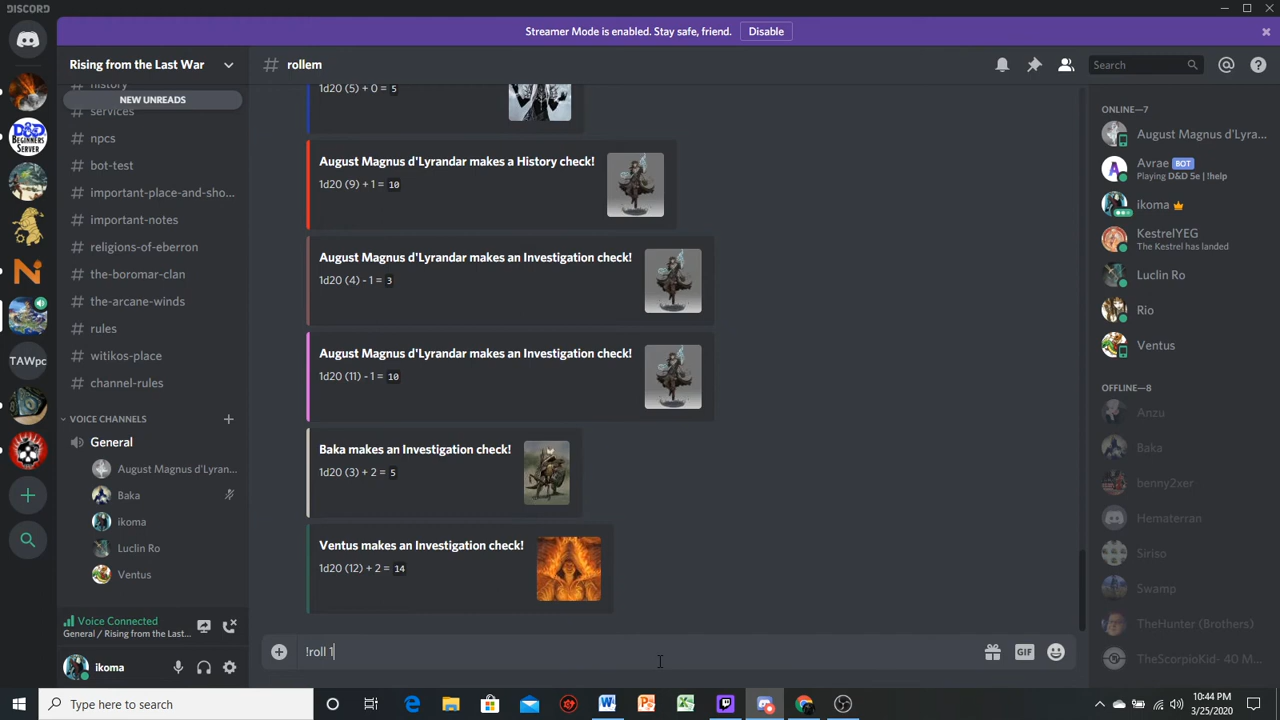 DISCORD
Streamer Mode is enabled. Stay safe, friend.
Disable
Rising from the Last War
# rollem
Search
history
NEW UNREADS
# services
# npcs
# bot-test
# important-place-and-sho...
# important-notes
# religions-of-eberron
# the-boromar-clan
# the-arcane-winds
# rules
# witikos-place
# channel-rules
VOICE CHANNELS
General
August Magnus d'Lyran...
Baka
ikoma
Luclin Ro
Ventus
Voice Connected
General / Rising from the Last...
ikoma
D&D
BEGINNERS
SERVER
TAWpc
1d20 (5) + 0 = 5
August Magnus d'Lyrandar makes a History check!
1d20 (9) + 1 = 10
August Magnus d'Lyrandar makes an Investigation check!
1d20 (4) - 1 = 3
August Magnus d'Lyrandar makes an Investigation check!
1d20 (11) - 1 = 10
Baka makes an Investigation check!
1d20 (3) + 2 = 5
Ventus makes an Investigation check!
1d20 (12) + 2 = 14
!roll 1
GIF
ONLINE—7
August Magnus d'Lyra...
Avrae BOT
Playing D&D 5e | !help
ikoma
KestrelYEG
The Kestrel has landed
Luclin Ro
Rio
Ventus
OFFLINE—8
Anzu
Baka
benny2xer
Hematerran
Siriso
Swamp
TheHunter (Brothers)
TheScorpioKid- 40 M...
Type here to search
10:44 PM
3/25/2020